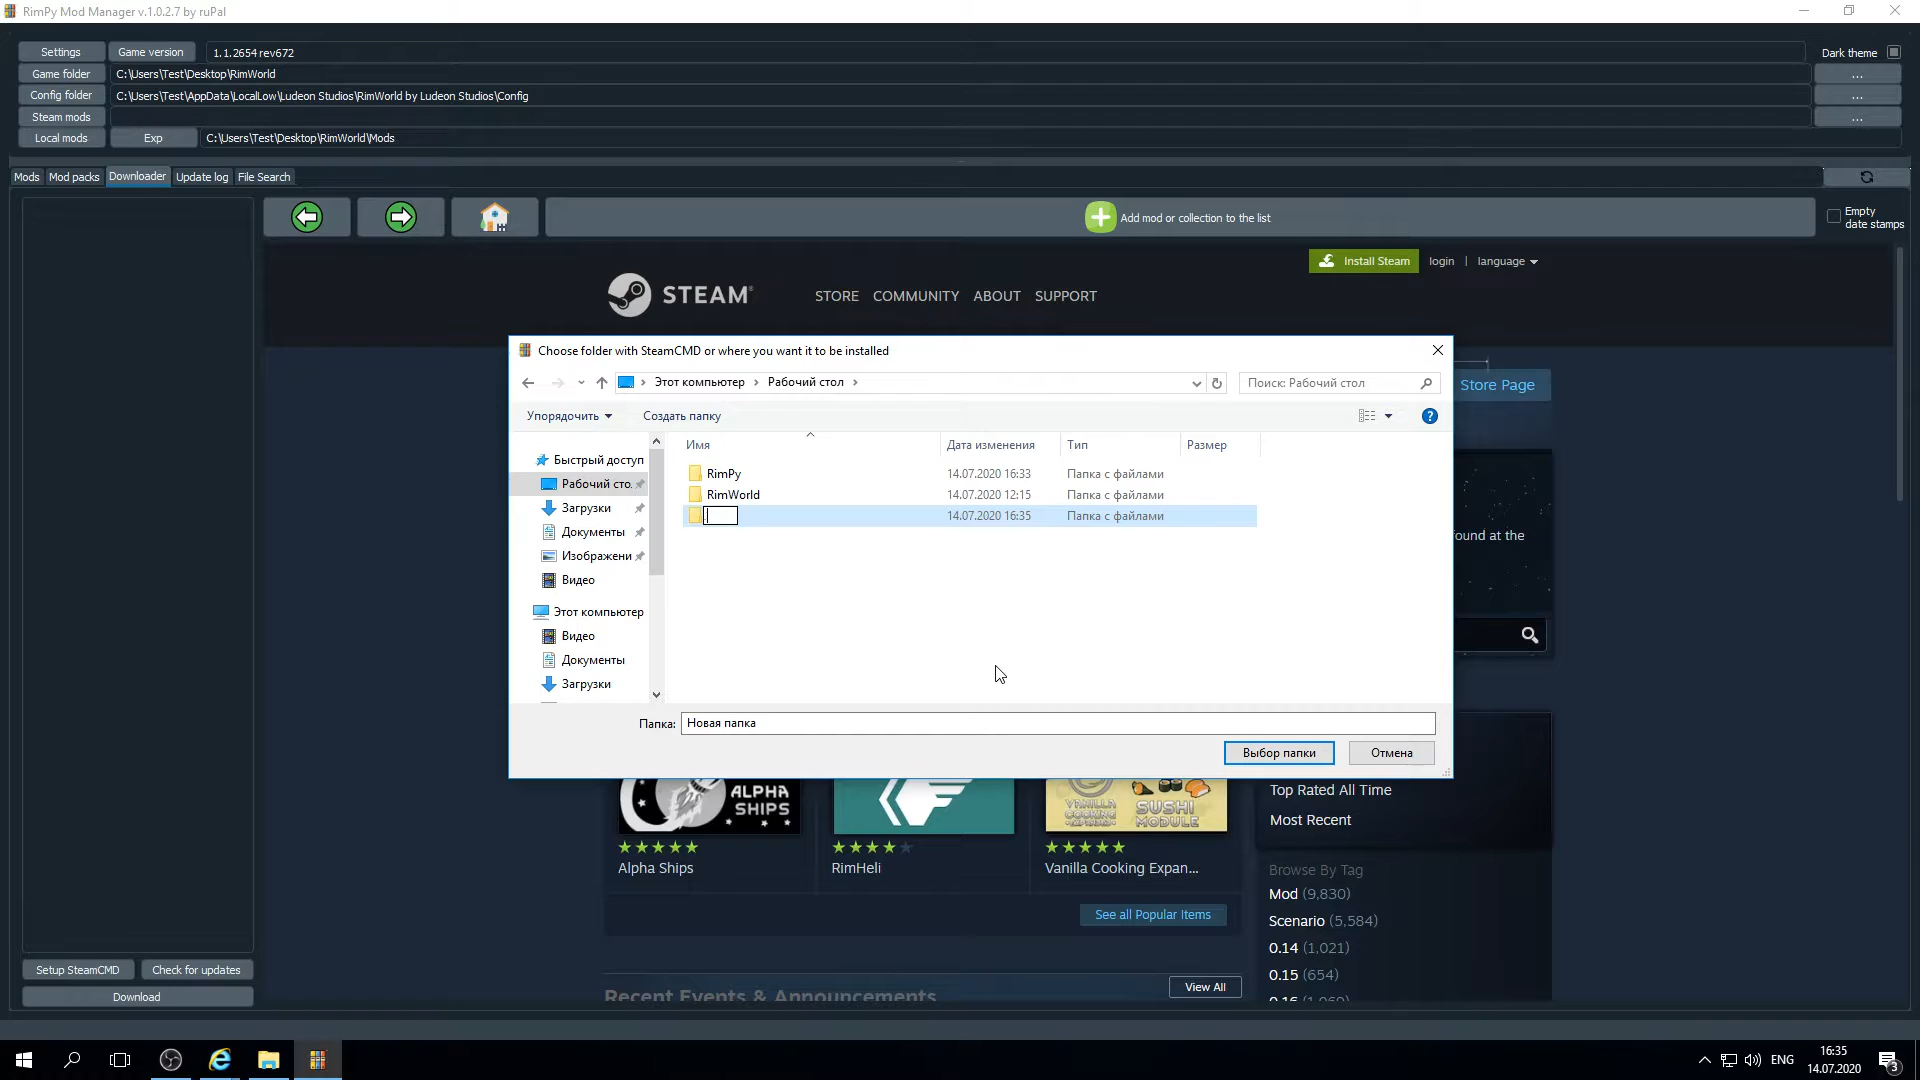 RimPy Mod Manager v.1.0.2.7 by ruPal
Settings
Game version
1.1.2654 rev672
Dark theme
Game folder
C:\Users\Test\Desktop\RimWorld
...
Config folder
C:\Users\Test\AppData\LocalLow\Ludeon Studios\RimWorld by Ludeon Studios\Config
...
Steam mods
...
Local mods
Exp
C:\Users\Test\Desktop\RimWorld\Mods
Mods
Mod packs
Downloader
Update log
File Search
Add mod or collection to the list
Empty
date stamps
Install Steam
login
|
language
STEAM
STORE
COMMUNITY
ABOUT
SUPPORT
Choose folder with SteamCMD or where you want it to be installed
Этот компьютер
Рабочий стол
Поиск: Рабочий стол
Store Page
Упорядочить
Создать папку
?
Имя
Дата изменения
Тип
Размер
Быстрый доступ
Рабочий сто.
Загрузки
Документы
Изображени
Видео
Этот компьютер
Видео
Документы
Загрузки
RimPy
14.07.2020 16:33
Папка с файлами
RimWorld
14.07.2020 12:15
Папка с файлами
14.07.2020 16:35
Папка с файлами
ound at the
Папка:
Новая папка
Выбор папки
Отмена
ALPHA
SHIPS
VANILLA
COOKING
SUSHI
MODULE
Alpha Ships
RimHeli
Vanilla Cooking Expan...
See all Popular Items
Top Rated All Time
Most Recent
Browse By Tag
Mod (9,830)
Scenario (5,584)
0.14 (1,021)
0.15 (654)
Recent Events & Announcements
View All
Setup SteamCMD
Check for updates
Download
ENG
16:35
14.07.2020
3